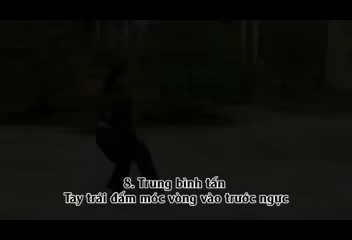 8. Trung bình tấn
Tay trái đấm móc vòng vào trước ngực